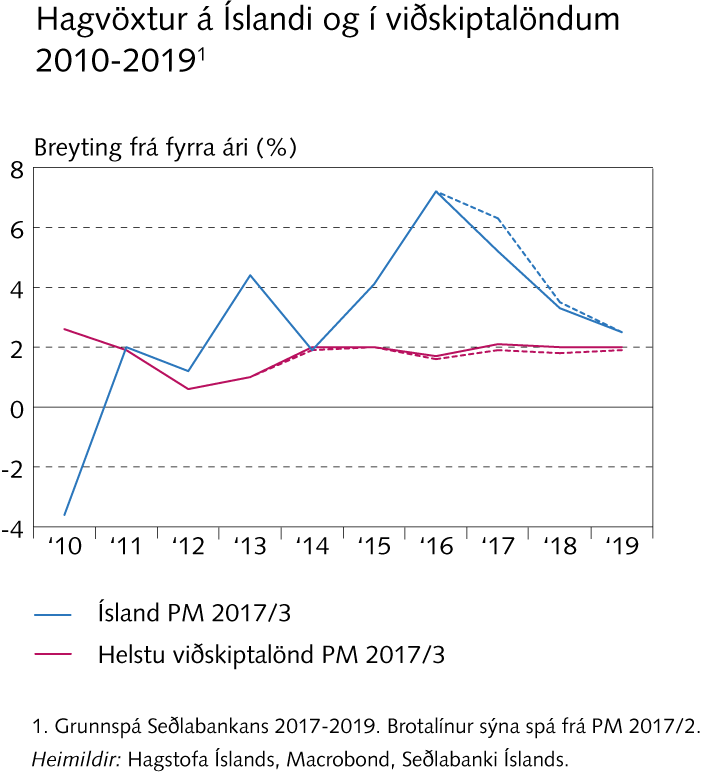 Hagvöxtur á Íslandi og í viðskiptalöndum
2010-2019¹
Breyting frá fyrra ári (%)
8
6
4
2
0
-2
-4
‘10 ‘11 ‘12 ‘13 ‘14 ‘15 ‘16 ‘17 ‘18 ‘19
Ísland PM 2017/3
Helstu viðskiptalönd PM 2017/3
1. Grunnspá Seðlabankans 2017-2019. Brotalínur sýna spá frá PM 2017/2.
Heimildir: Hagstofa Íslands, Macrobond, Seðlabanki Íslands.